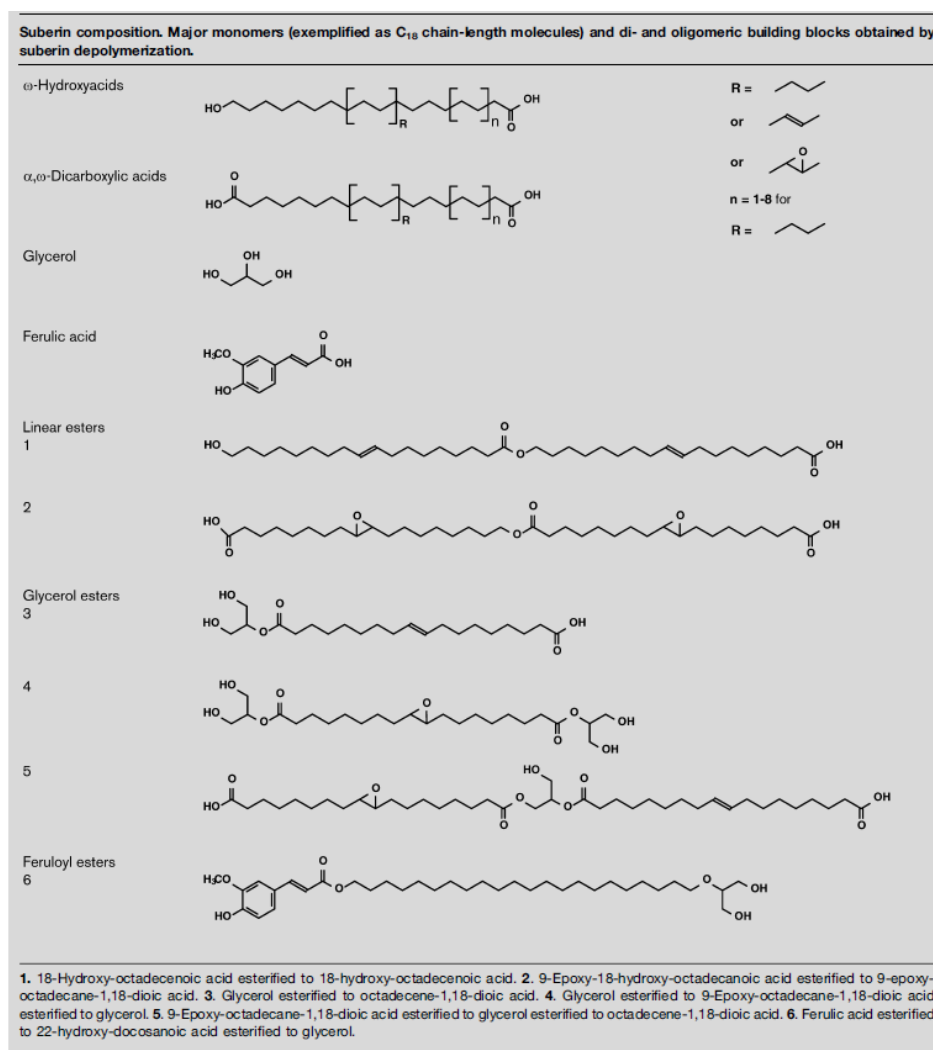 Suberin composition. Major monomers (exemplified as C18 chain-length molecules) and di- and oligomeric building blocks obtained by
suberin depolymerization.
ω-Hydroxyacids
HO
R
n
OH
O
R =
or
or
O
n = 1-8 for
R =
α,ω-Dicarboxylic acids
O
HO
R
n
OH
O
Glycerol
OH
HO
OH
Ferulic acid
O
H3CO
OH
HO
Linear esters
1
HO
O
O
OH
O
2
HO
O
O
O
O
O
OH
O
Glycerol esters
3
HO
HO
O
O
OH
O
4
HO
HO
O
O
O
O
O
OH
OH
5
O
HO
O
O
O
HO
O
O
OH
O
Feruloyl esters
6
H3CO
HO
O
O
O
OH
OH
1. 18-Hydroxy-octadecenoic acid esterified to 18-hydroxy-octadecenoic acid. 2. 9-Epoxy-18-hydroxy-octadecanoic acid esterified to 9-epoxy-
octadecane-1,18-dioic acid. 3. Glycerol esterified to octadecene-1,18-dioic acid. 4. Glycerol esterified to 9-Epoxy-octadecane-1,18-dioic acid
esterified to glycerol. 5. 9-Epoxy-octadecane-1,18-dioic acid esterified to glycerol esterified to octadecene-1,18-dioic acid. 6. Ferulic acid esterified
to 22-hydroxy-docosanoic acid esterified to glycerol.